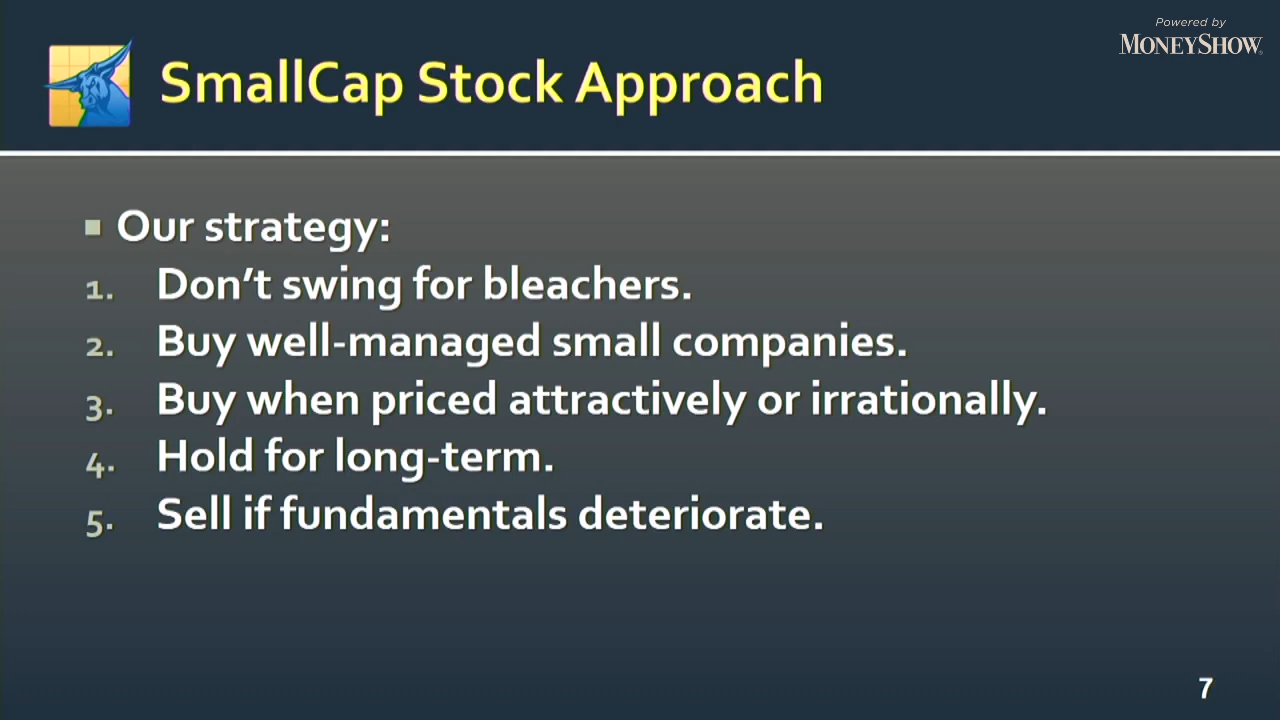 Powered by
MONEYSHOW
SmallCap Stock Approach
Our strategy:
1. Don’t swing for bleachers.
2. Buy well-managed small companies.
3. Buy when priced attractively or irrationally.
4. Hold for long-term.
5. Sell if fundamentals deteriorate.
7